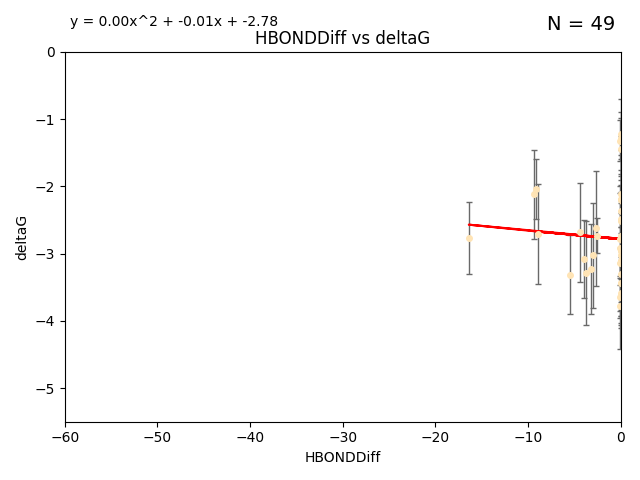 y = 0.00x^2 + -0.01x + -2.78
N = 49
HBONDDiff vs deltaG
0
−1
−2
−3
−4
−5
deltaG
−60 −50 −40 −30 −20 −10 0
HBONDDiff